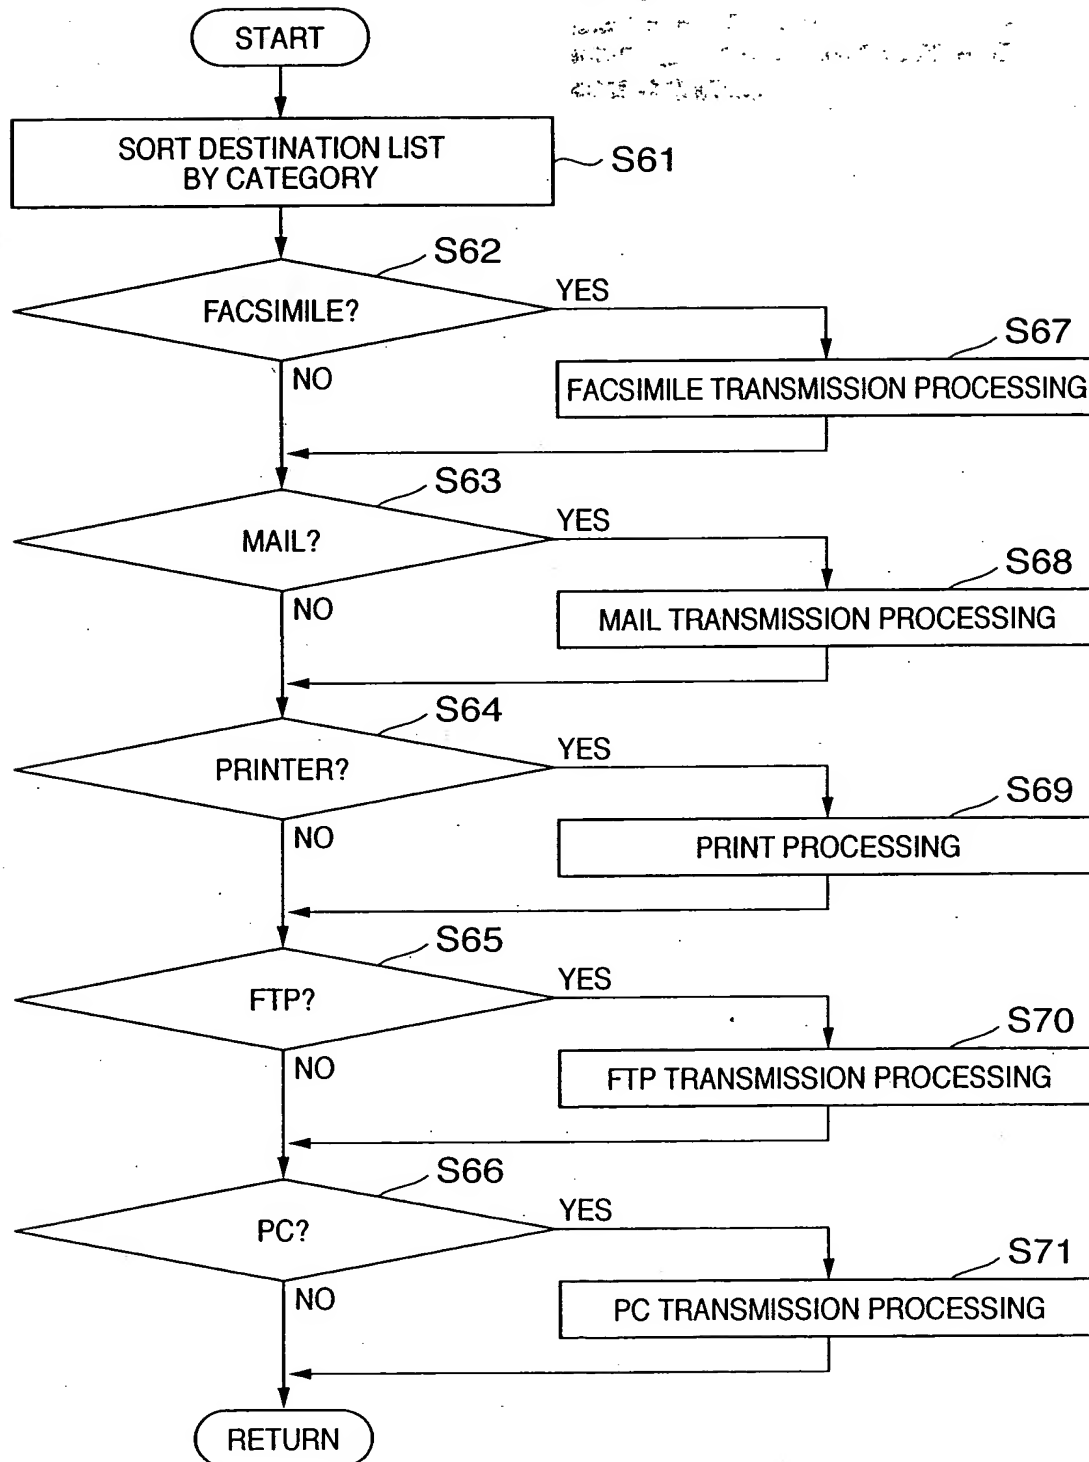 START
SORT DESTINATION LIST
BY CATEGORY
S61
S62
FACSIMILE?
YES
NO
S67
FACSIMILE TRANSMISSION PROCESSING
S63
MAIL?
YES
NO
S68
MAIL TRANSMISSION PROCESSING
S64
PRINTER?
YES
NO
S69
PRINT PROCESSING
S65
FTP?
YES
NO
S70
FTP TRANSMISSION PROCESSING
S66
PC?
YES
NO
S71
PC TRANSMISSION PROCESSING
RETURN